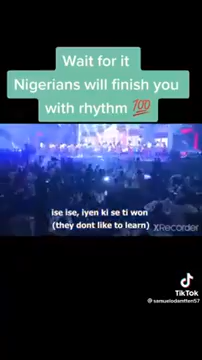 Wait for it
Nigerians will finish you
with rhythm 💯
ise ise, iyen ki se ti won
(they dont like to learn)
XRecorder
TikTok
@samuelodamtten57